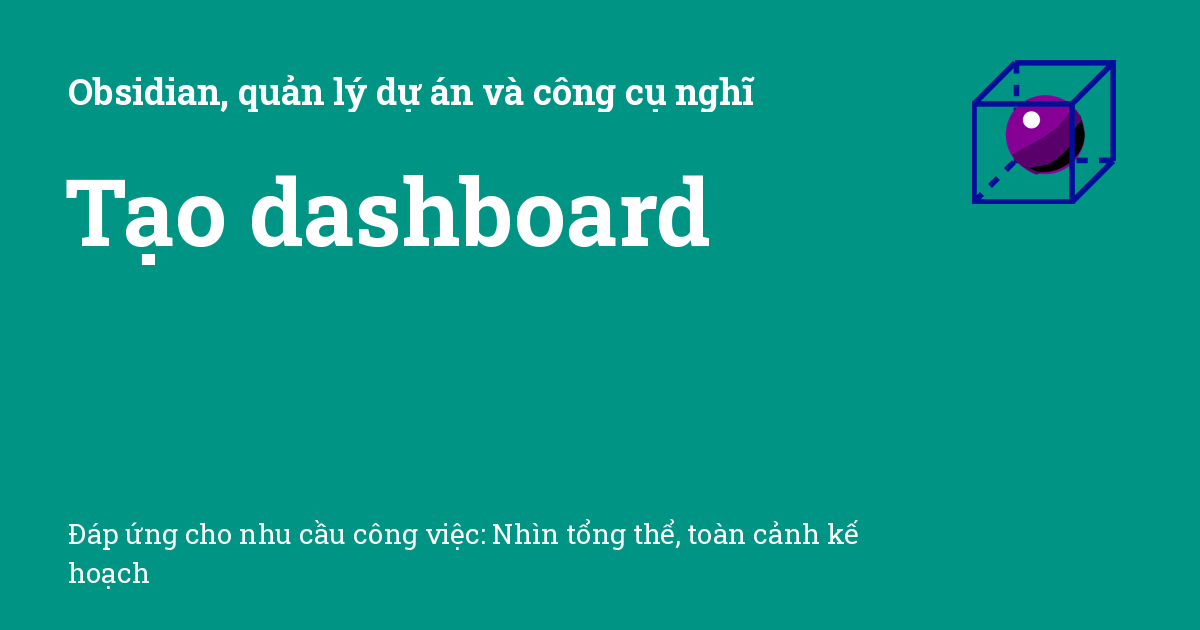 Obsidian, quản lý dự án và công cụ nghĩ
Tạo dashboard
Đáp ứng cho nhu cầu công việc: Nhìn tổng thể, toàn cảnh kế
hoạch